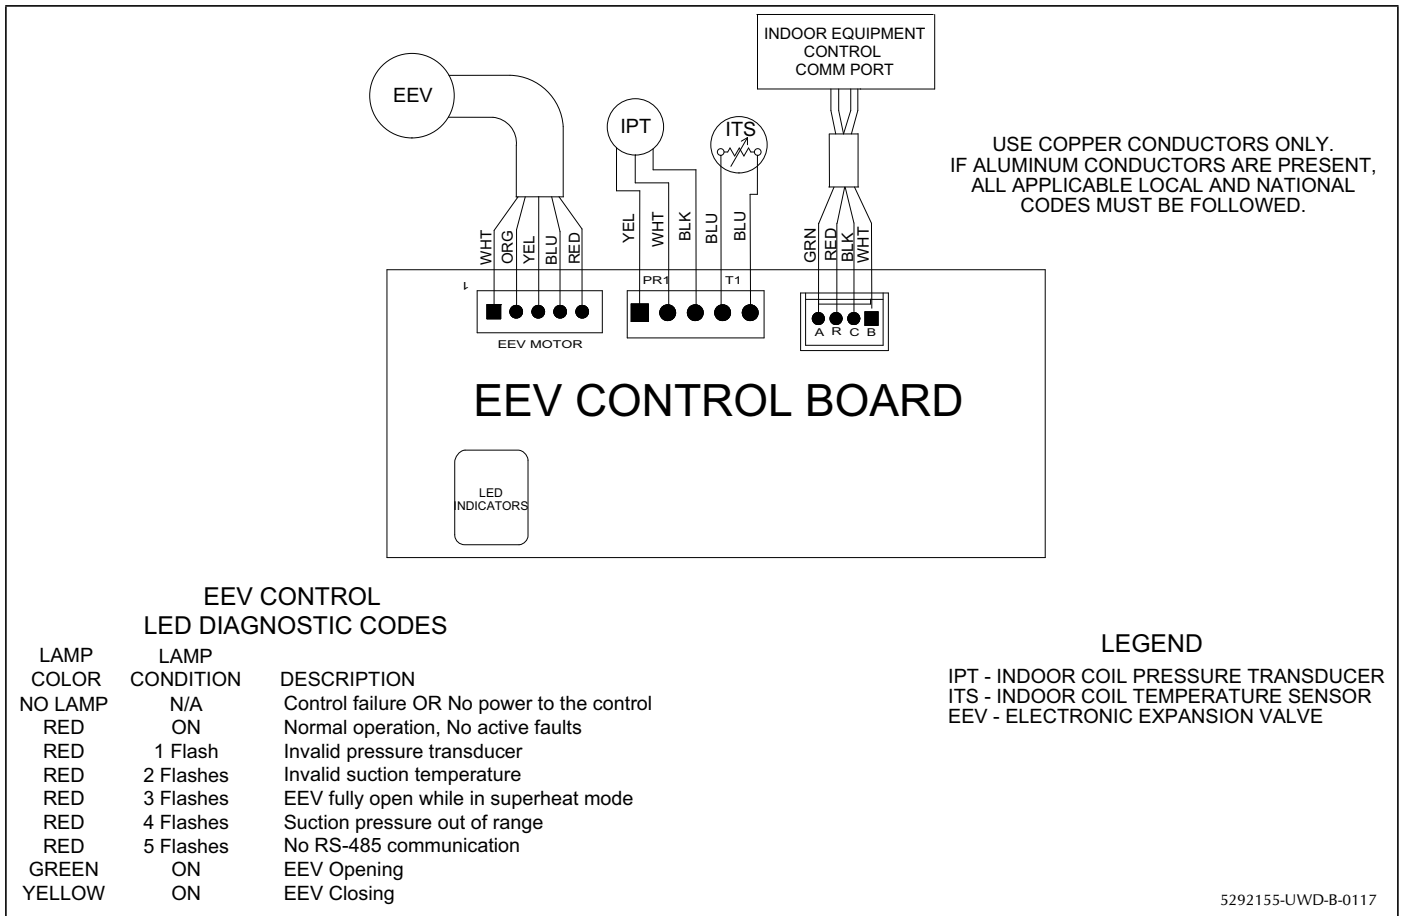 INDOOR EQUIPMENT
CONTROL
COMM PORT
EEV
IPT
ITS
USE COPPER CONDUCTORS ONLY.
IF ALUMINUM CONDUCTORS ARE PRESENT,
ALL APPLICABLE LOCAL AND NATIONAL
CODES MUST BE FOLLOWED.
WHT
ORG
YEL
BLU
RED
YEL
WHT
BLK
BLU
BLU
GRN
RED
BLK
WHT
1
PR1
T1
A R C B
EEV MOTOR
EEV CONTROL BOARD
LED
INDICATORS
EEV CONTROL
LED DIAGNOSTIC CODES
LAMP COLOR LAMP CONDITION DESCRIPTION
NO LAMP N/A Control failure OR No power to the control
RED ON Normal operation, No active faults
RED 1 Flash Invalid pressure transducer
RED 2 Flashes Invalid suction temperature
RED 3 Flashes EEV fully open while in superheat mode
RED 4 Flashes Suction pressure out of range
RED 5 Flashes No RS-485 communication
GREEN ON EEV Opening
YELLOW ON EEV Closing
LEGEND
IPT - INDOOR COIL PRESSURE TRANSDUCER
ITS - INDOOR COIL TEMPERATURE SENSOR
EEV - ELECTRONIC EXPANSION VALVE
5292155-UWD-B-0117